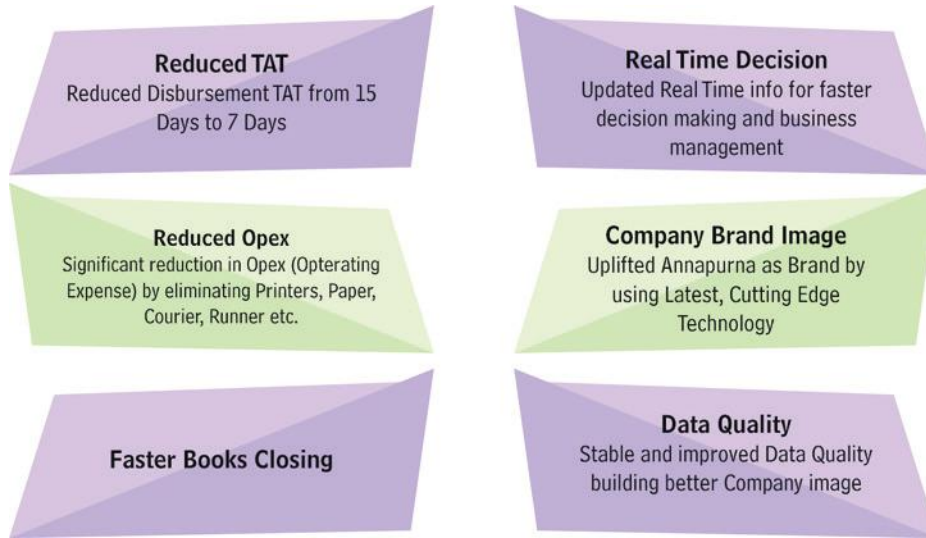 Reduced TAT
Reduced Disbursement TAT from 15
Days to 7 Days
Real Time Decision
Updated Real Time info for faster
decision making and business
management
Reduced Opex
Significant reduction in Opex (Opterating
Expense) by eliminating Printers, Paper,
Courier, Runner etc.
Company Brand Image
Uplifted Annapurna as Brand by
using Latest, Cutting Edge
Technology
Faster Books Closing
Data Quality
Stable and improved Data Quality
building better Company image